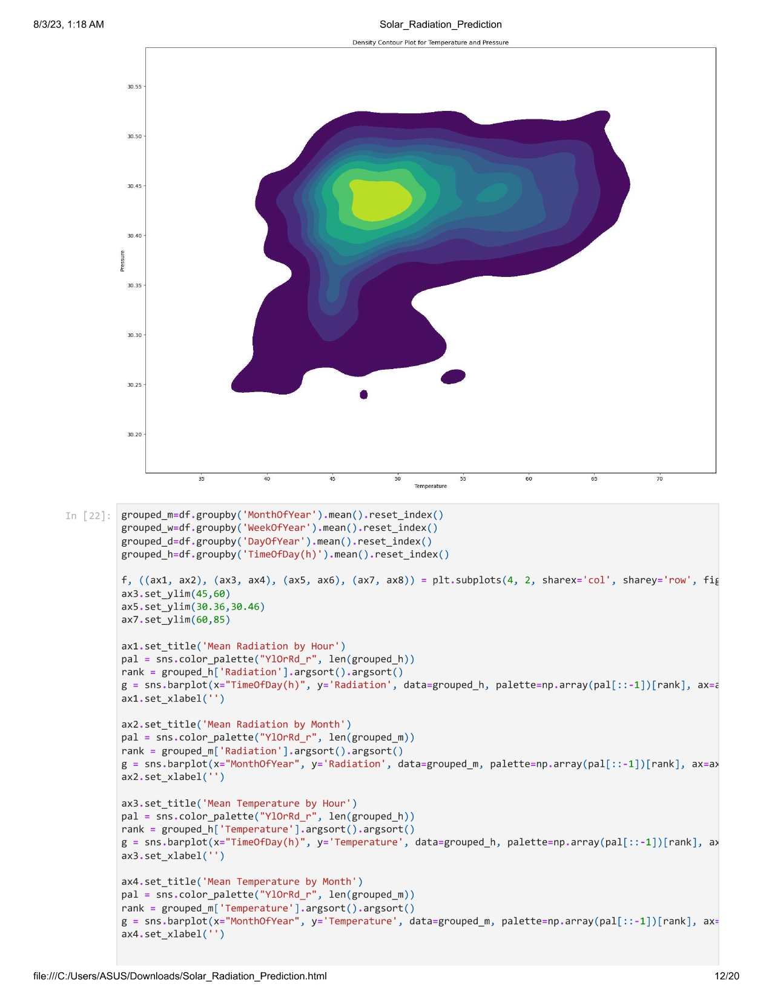 8/3/23, 1:18 AM Solar_Radiation_Prediction
Density Contour Plot for Temperature and Pressure
30.55
30.50
30.45
30.40
30.35
30.30
30.25
30.20
Pressure
35 40 45 50 55 60 65 70
Temperature
In [22]:
grouped_m=df.groupby('MonthOfYear').mean().reset_index()
grouped_w=df.groupby('WeekOfYear').mean().reset_index()
grouped_d=df.groupby('DayOfYear').mean().reset_index()
grouped_h=df.groupby('TimeOfDay(h)').mean().reset_index()
f, ((ax1, ax2), (ax3, ax4), (ax5, ax6), (ax7, ax8)) = plt.subplots(4, 2, sharex='col', sharey='row', fig
ax3.set_ylim(45,60)
ax5.set_ylim(30.36,30.46)
ax7.set_ylim(60,85)
ax1.set_title('Mean Radiation by Hour')
pal = sns.color_palette("YlOrRd_r", len(grouped_h))
rank = grouped_h['Radiation'].argsort().argsort()
g = sns.barplot(x="TimeOfDay(h)", y='Radiation', data=grouped_h, palette=np.array(pal[::-1])[rank], ax=a
ax1.set_xlabel('')
ax2.set_title('Mean Radiation by Month')
pal = sns.color_palette("YlOrRd_r", len(grouped_m))
rank = grouped_m['Radiation'].argsort().argsort()
g = sns.barplot(x="MonthOfYear", y='Radiation', data=grouped_m, palette=np.array(pal[::-1])[rank], ax=ax
ax2.set_xlabel('')
ax3.set_title('Mean Temperature by Hour')
pal = sns.color_palette("YlOrRd_r", len(grouped_h))
rank = grouped_h['Temperature'].argsort().argsort()
g = sns.barplot(x="TimeOfDay(h)", y='Temperature', data=grouped_h, palette=np.array(pal[::-1])[rank], ax
ax3.set_xlabel('')
ax4.set_title('Mean Temperature by Month')
pal = sns.color_palette("YlOrRd_r", len(grouped_m))
rank = grouped_m['Temperature'].argsort().argsort()
g = sns.barplot(x="MonthOfYear", y='Temperature', data=grouped_m, palette=np.array(pal[::-1])[rank], ax=
ax4.set_xlabel('')
file:///C:/Users/ASUS/Downloads/Solar_Radiation_Prediction.html 12/20